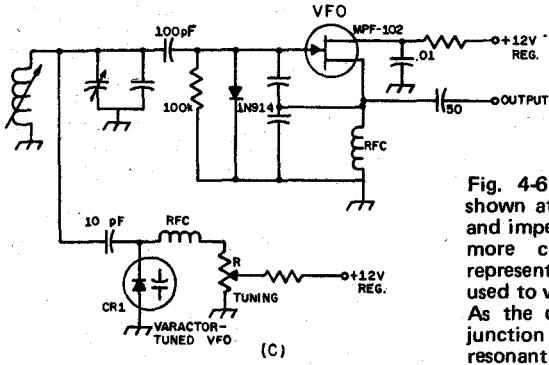 VFO
100pF
MPF-102
+12V
REG.
.01
100k
1N914
50
OUTPUT
RFC
10 pF
RFC
R
TUNING
+12V
REG.
CR1
VARACTOR-
TUNED VFO
(C)
Fig. 4-6
shown at
and impe
more c
represent
used to v
As the c
junction
resonant